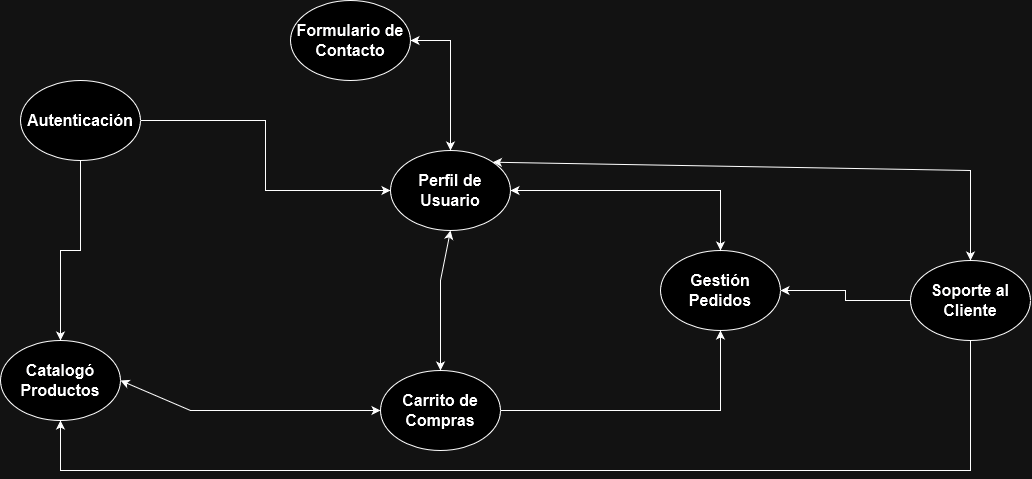 Formulario de
Contacto
Autenticación
Perfil de
Usuario
Gestión
Pedidos
Soporte al
Cliente
Catalogó
Productos
Carrito de
Compras